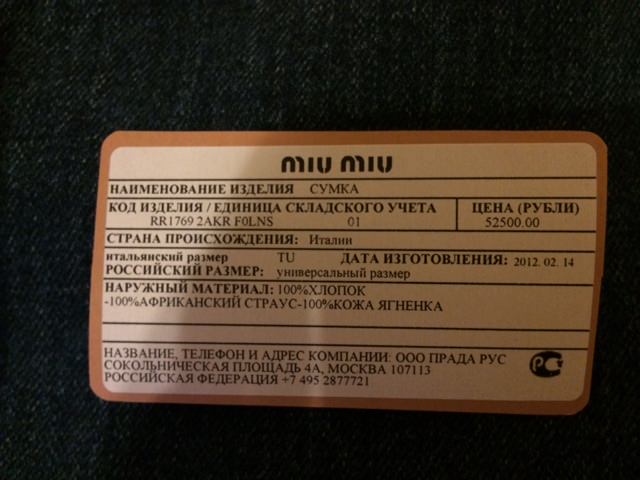 miu miu
НАИМЕНОВАНИЕ ИЗДЕЛИЯ СУМКА
КОД ИЗДЕЛИЯ / ЕДИНИЦА СКЛАДСКОГО УЧЕТА ЦЕНА (РУБЛИ)
RR1769 2AKR F0LNS 01 52500.00
СТРАНА ПРОИСХОЖДЕНИЯ: Италии
итальянский размер TU ДАТА ИЗГОТОВЛЕНИЯ: 2012. 02. 14
РОССИЙСКИЙ РАЗМЕР: универсальный размер
НАРУЖНЫЙ МАТЕРИАЛ: 100%ХЛОПОК
-100%АФРИКАНСКИЙ СТРАУС-100%КОЖА ЯГНЕНКА
НАЗВАНИЕ, ТЕЛЕФОН И АДРЕС КОМПАНИИ: ООО ПРАДА РУС
СОКОЛЬНИЧЕСКАЯ ПЛОЩАДЬ 4А, МОСКВА 107113
РОССИЙСКАЯ ФЕДЕРАЦИЯ +7 495 2877721